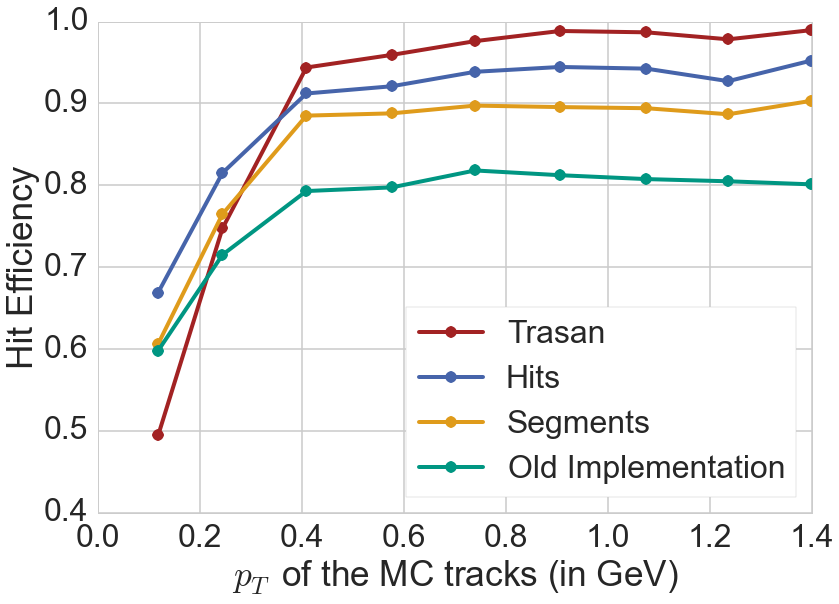 1.0
0.9
0.8
0.7
0.6
0.5
0.4
Hit Efficiency
Trasan
Hits
Segments
Old Implementation
0.0 0.2 0.4 0.6 0.8 1.0 1.2 1.4
p_T of the MC tracks (in GeV)